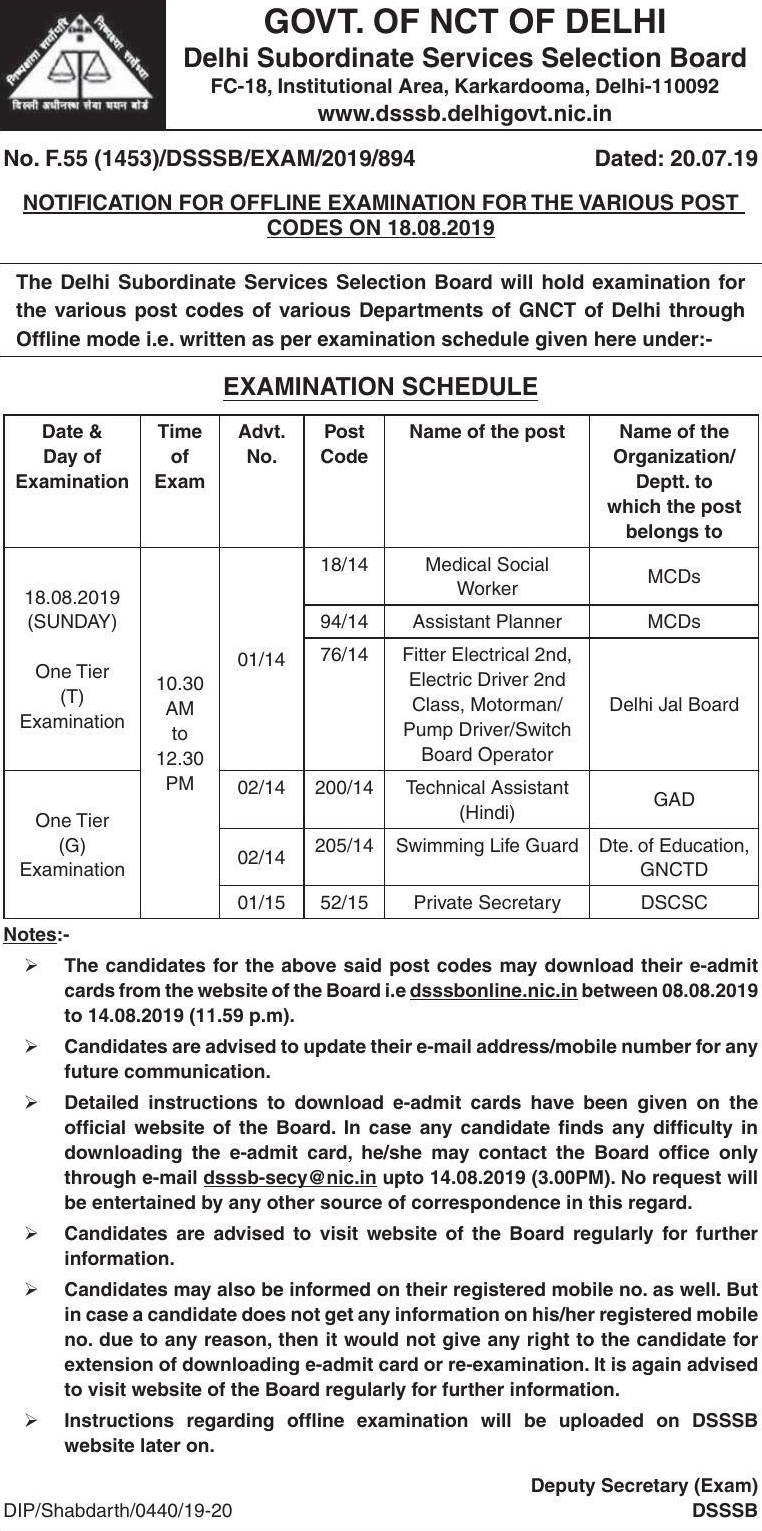 निष्पक्षता सर्वोपरि
निष्पक्षता सर्वथा
दिल्ली अधीनस्थ सेवा चयन बोर्ड
GOVT. OF NCT OF DELHI
Delhi Subordinate Services Selection Board
FC-18, Institutional Area, Karkardooma, Delhi-110092
www.dsssb.delhigovt.nic.in
No. F.55 (1453)/DSSSB/EXAM/2019/894 Dated: 20.07.19
NOTIFICATION FOR OFFLINE EXAMINATION FOR THE VARIOUS POST
CODES ON 18.08.2019
The Delhi Subordinate Services Selection Board will hold examination for
the various post codes of various Departments of GNCT of Delhi through
Offline mode i.e. written as per examination schedule given here under:-
EXAMINATION SCHEDULE
Date &
Day of
Examination
Time
of
Exam
Advt.
No.
Post
Code
Name of the post
Name of the
Organization/
Deptt. to
which the post
belongs to
18.08.2019
(SUNDAY)
One Tier
(T)
Examination
10.30
AM
to
12.30
PM
01/14
18/14
Medical Social
Worker
MCDs
94/14
Assistant Planner
MCDs
76/14
Fitter Electrical 2nd,
Electric Driver 2nd
Class, Motorman/
Pump Driver/Switch
Board Operator
Delhi Jal Board
One Tier
(G)
Examination
02/14
200/14
Technical Assistant
(Hindi)
GAD
02/14
205/14
Swimming Life Guard
Dte. of Education,
GNCTD
01/15
52/15
Private Secretary
DSCSC
Notes:-
➢ The candidates for the above said post codes may download their e-admit
cards from the website of the Board i.e dsssbonline.nic.in between 08.08.2019
to 14.08.2019 (11.59 p.m).
➢ Candidates are advised to update their e-mail address/mobile number for any
future communication.
➢ Detailed instructions to download e-admit cards have been given on the
official website of the Board. In case any candidate finds any difficulty in
downloading the e-admit card, he/she may contact the Board office only
through e-mail dsssb-secy@nic.in upto 14.08.2019 (3.00PM). No request will
be entertained by any other source of correspondence in this regard.
➢ Candidates are advised to visit website of the Board regularly for further
information.
➢ Candidates may also be informed on their registered mobile no. as well. But
in case a candidate does not get any information on his/her registered mobile
no. due to any reason, then it would not give any right to the candidate for
extension of downloading e-admit card or re-examination. It is again advised
to visit website of the Board regularly for further information.
➢ Instructions regarding offline examination will be uploaded on DSSSB
website later on.
Deputy Secretary (Exam)
DIP/Shabdarth/0440/19-20 DSSSB